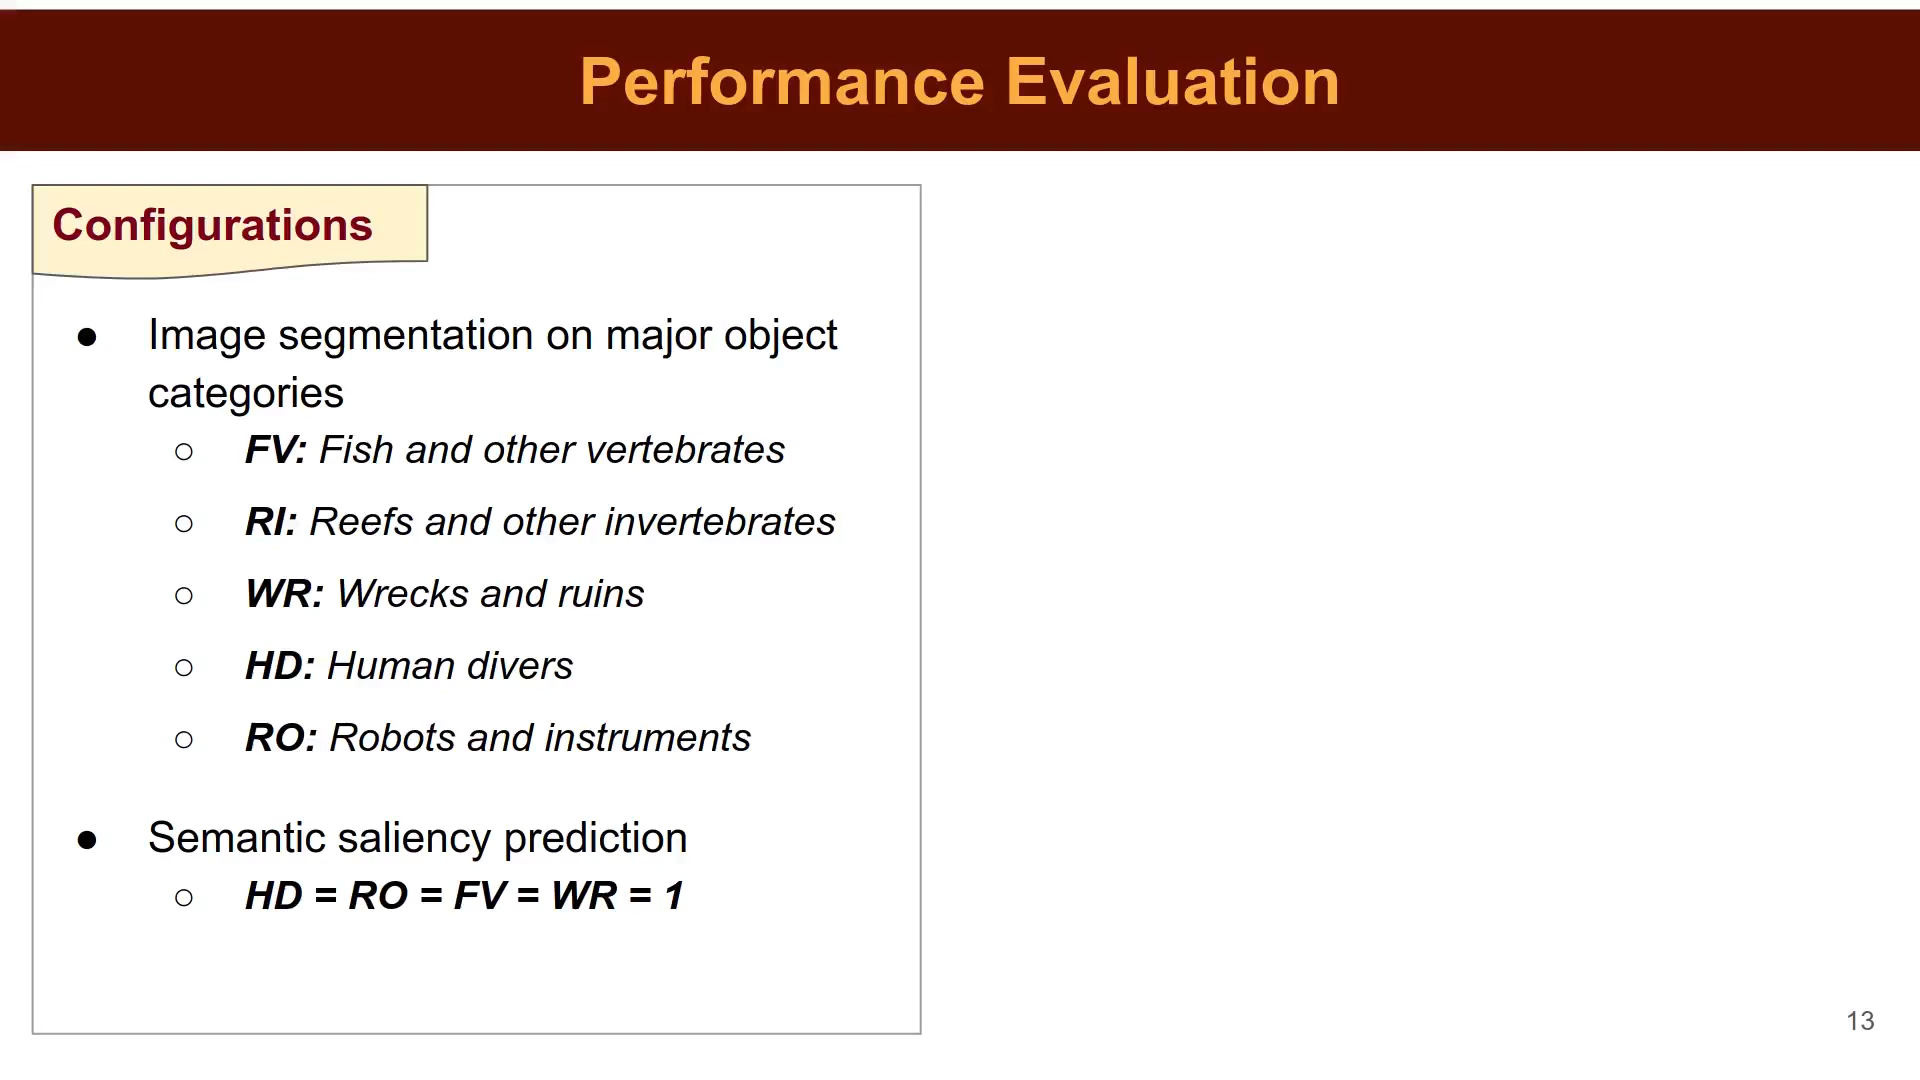 Performance Evaluation
Configurations
● Image segmentation on major object
categories
○ FV: Fish and other vertebrates
○ RI: Reefs and other invertebrates
○ WR: Wrecks and ruins
○ HD: Human divers
○ RO: Robots and instruments
● Semantic saliency prediction
○ HD = RO = FV = WR = 1
13